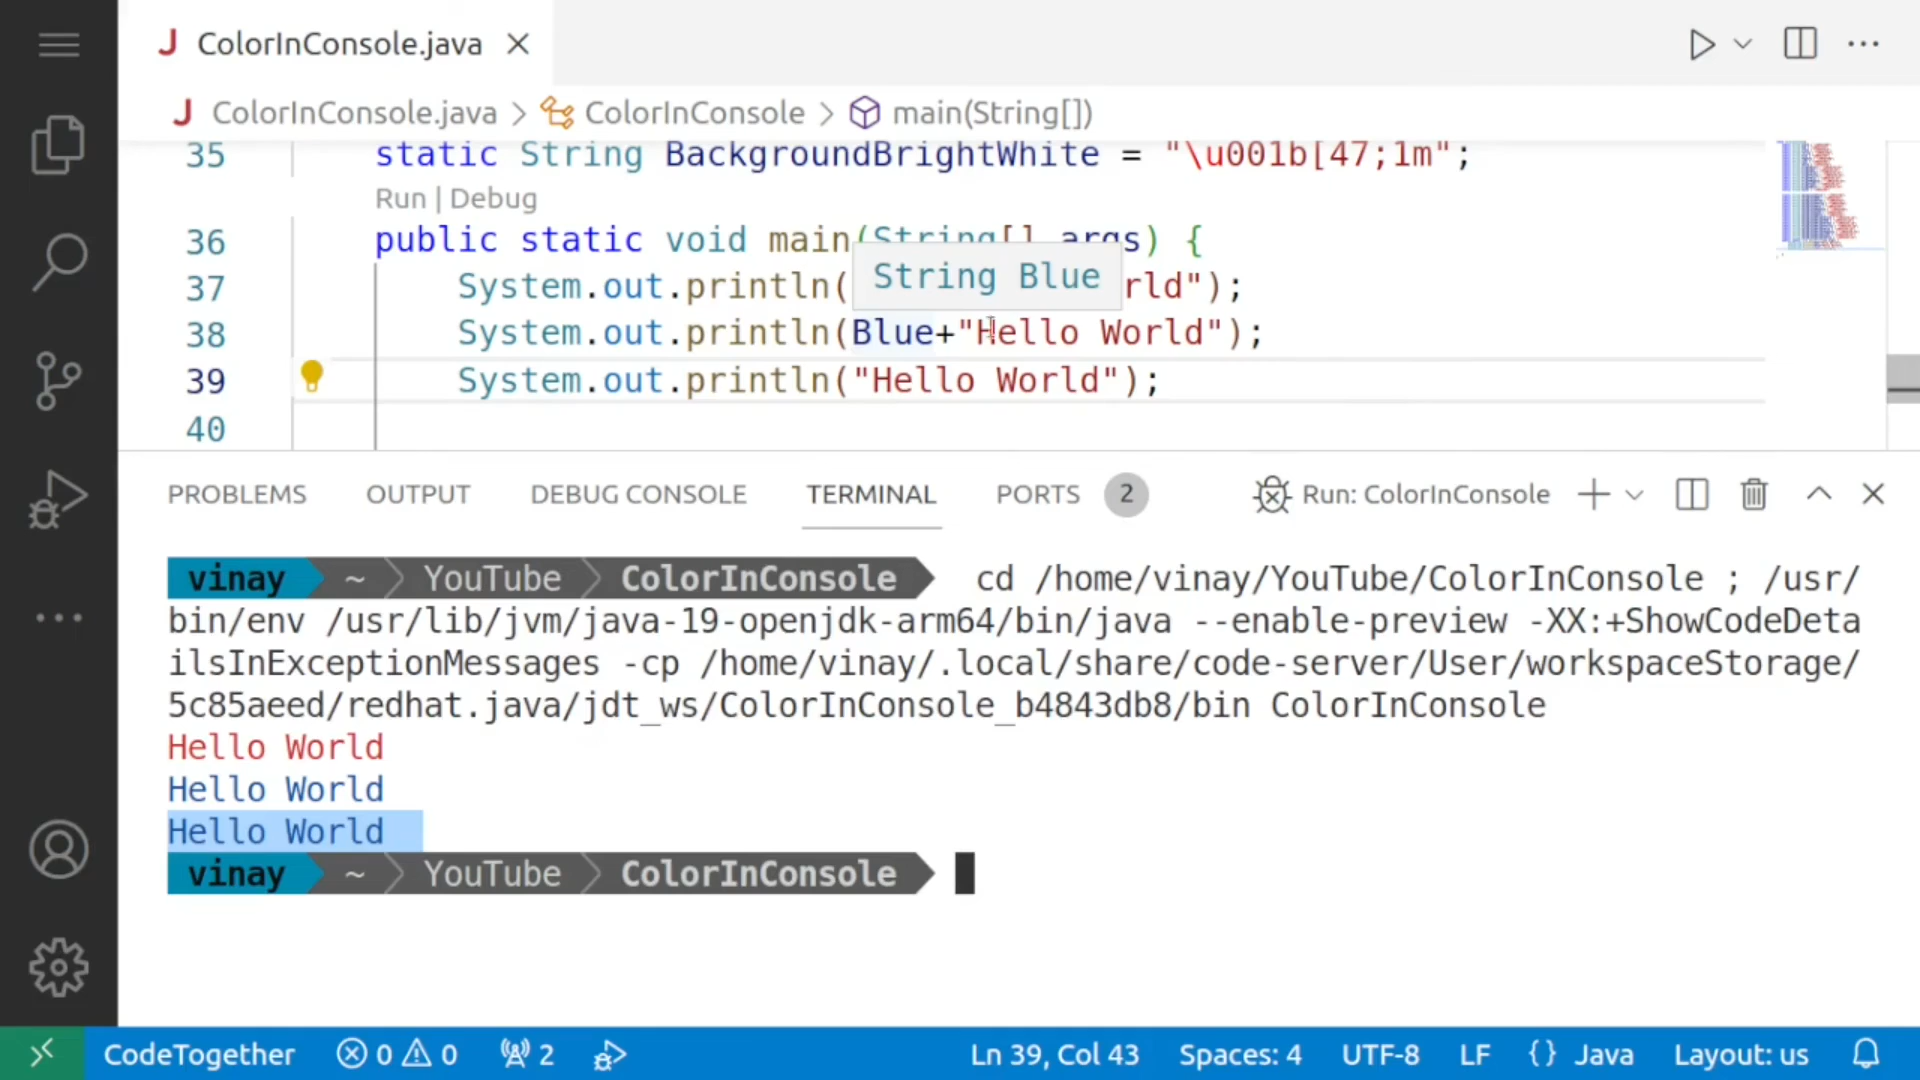 J ColorInConsole.java
J ColorInConsole.java > ColorInConsole > main(String[])
35 static String BackgroundBrightWhite = "\u001b[47;1m";
Run | Debug
36 public static void main(String[] args) {
String Blue
37 System.out.println( rld");
38 System.out.println(Blue+"Hello World");
39 System.out.println("Hello World");
40
PROBLEMS OUTPUT DEBUG CONSOLE TERMINAL PORTS 2 Run: ColorInConsole
vinay ~ YouTube ColorInConsole cd /home/vinay/YouTube/ColorInConsole ; /usr/
bin/env /usr/lib/jvm/java-19-openjdk-arm64/bin/java --enable-preview -XX:+ShowCodeDeta
ilsInExceptionMessages -cp /home/vinay/.local/share/code-server/User/workspaceStorage/
5c85aeed/redhat.java/jdt_ws/ColorInConsole_b4843db8/bin ColorInConsole
Hello World
Hello World
Hello World
vinay ~ YouTube ColorInConsole
CodeTogether 0 0 2 Ln 39, Col 43 Spaces: 4 UTF-8 LF {} Java Layout: us